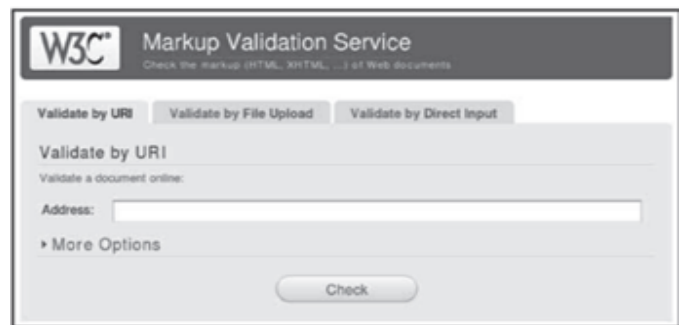 W3C®
Markup Validation Service
Check the markup (HTML, XHTML, ...) of Web documents
Validate by URI
Validate by File Upload
Validate by Direct Input
Validate by URI
Validate a document online:
Address:
More Options
Check